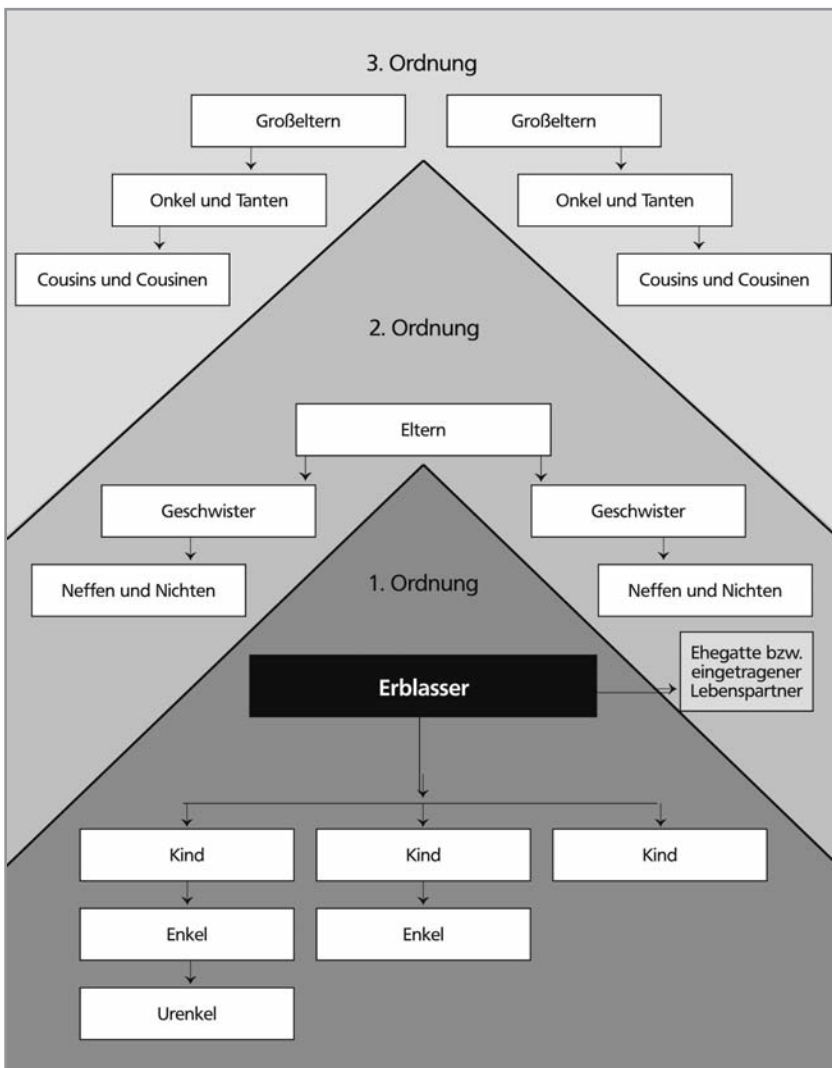 3. Ordnung
Großeltern
Großeltern
Onkel und Tanten
Onkel und Tanten
Cousins und Cousinen
Cousins und Cousinen
2. Ordnung
Eltern
Geschwister
Geschwister
Neffen und Nichten
1. Ordnung
Neffen und Nichten
Erblasser
Ehegatte bzw.
eingetragener
Lebenspartner
Kind
Kind
Kind
Enkel
Enkel
Urenkel